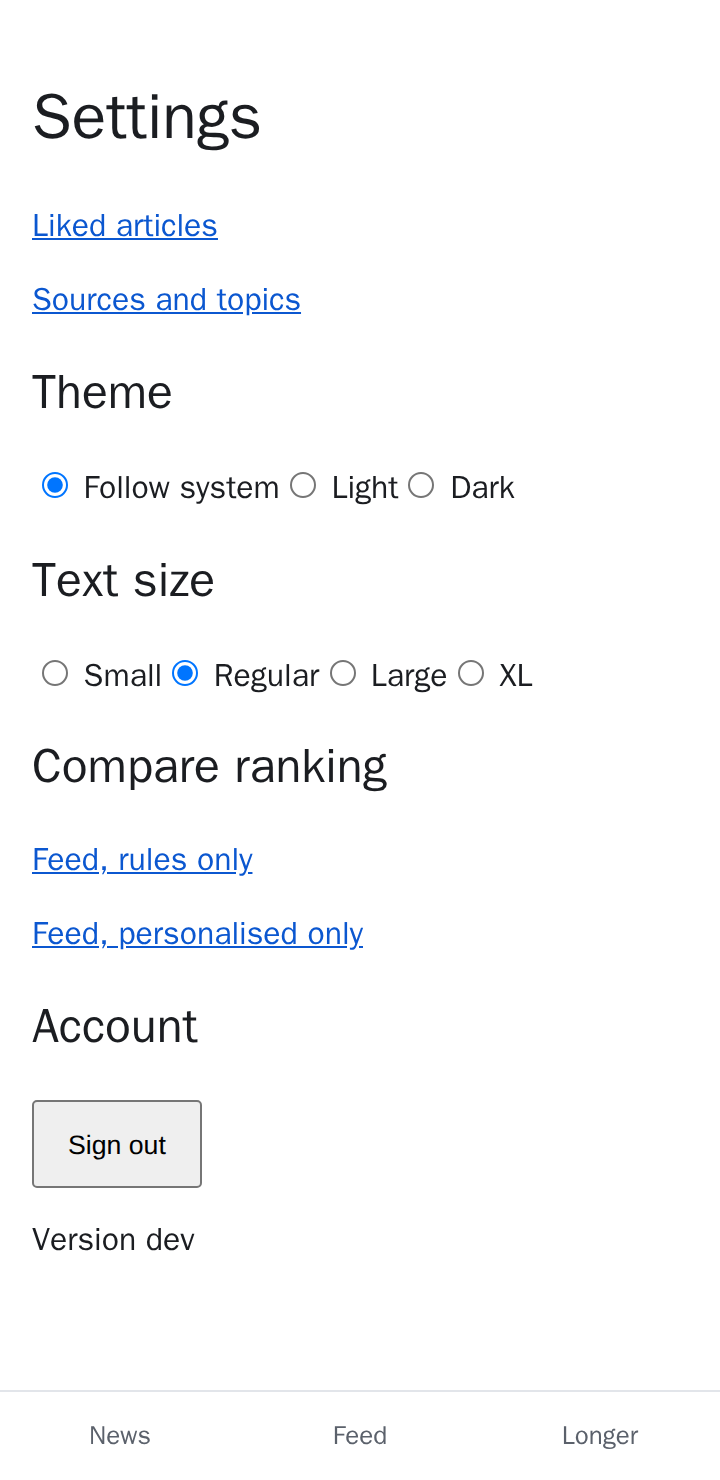 Settings
Liked articles
Sources and topics
Theme
Follow system Light Dark
Text size
Small Regular Large XL
Compare ranking
Feed, rules only
Feed, personalised only
Account
Sign out
Version dev
News Feed Longer